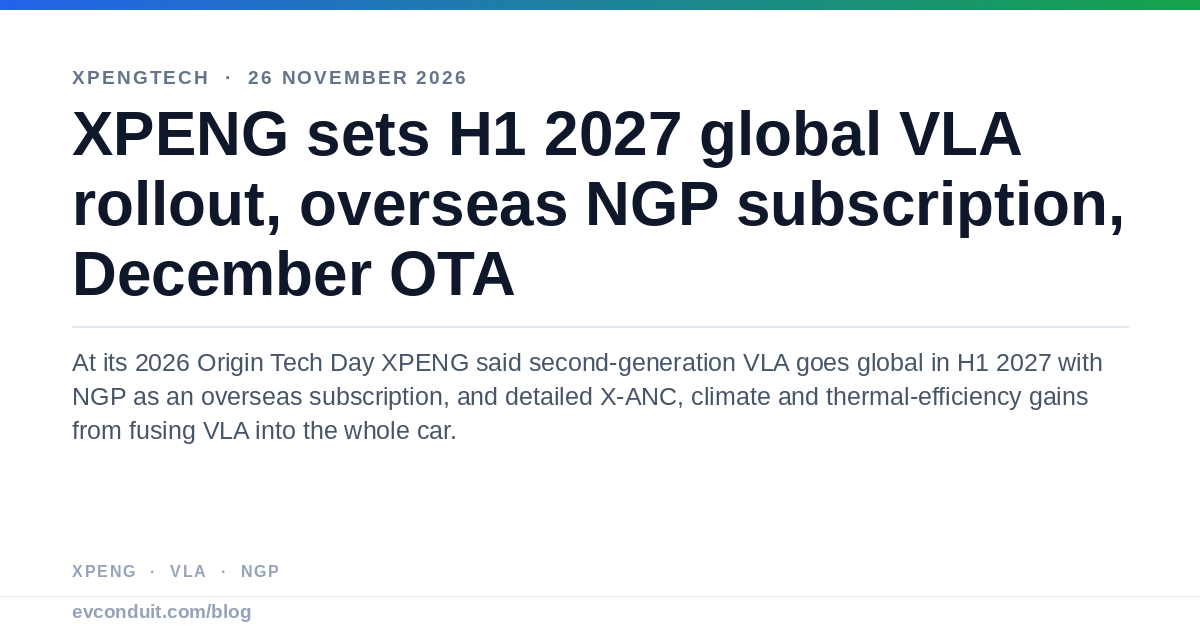 XPENGTECH · 26 NOVEMBER 2026
XPENG sets H1 2027 global VLA
rollout, overseas NGP subscription,
December OTA
At its 2026 Origin Tech Day XPENG said second-generation VLA goes global in H1 2027 with
NGP as an overseas subscription, and detailed X-ANC, climate and thermal-efficiency gains
from fusing VLA into the whole car.
XPENG · VLA · NGP
evconduit.com/blog